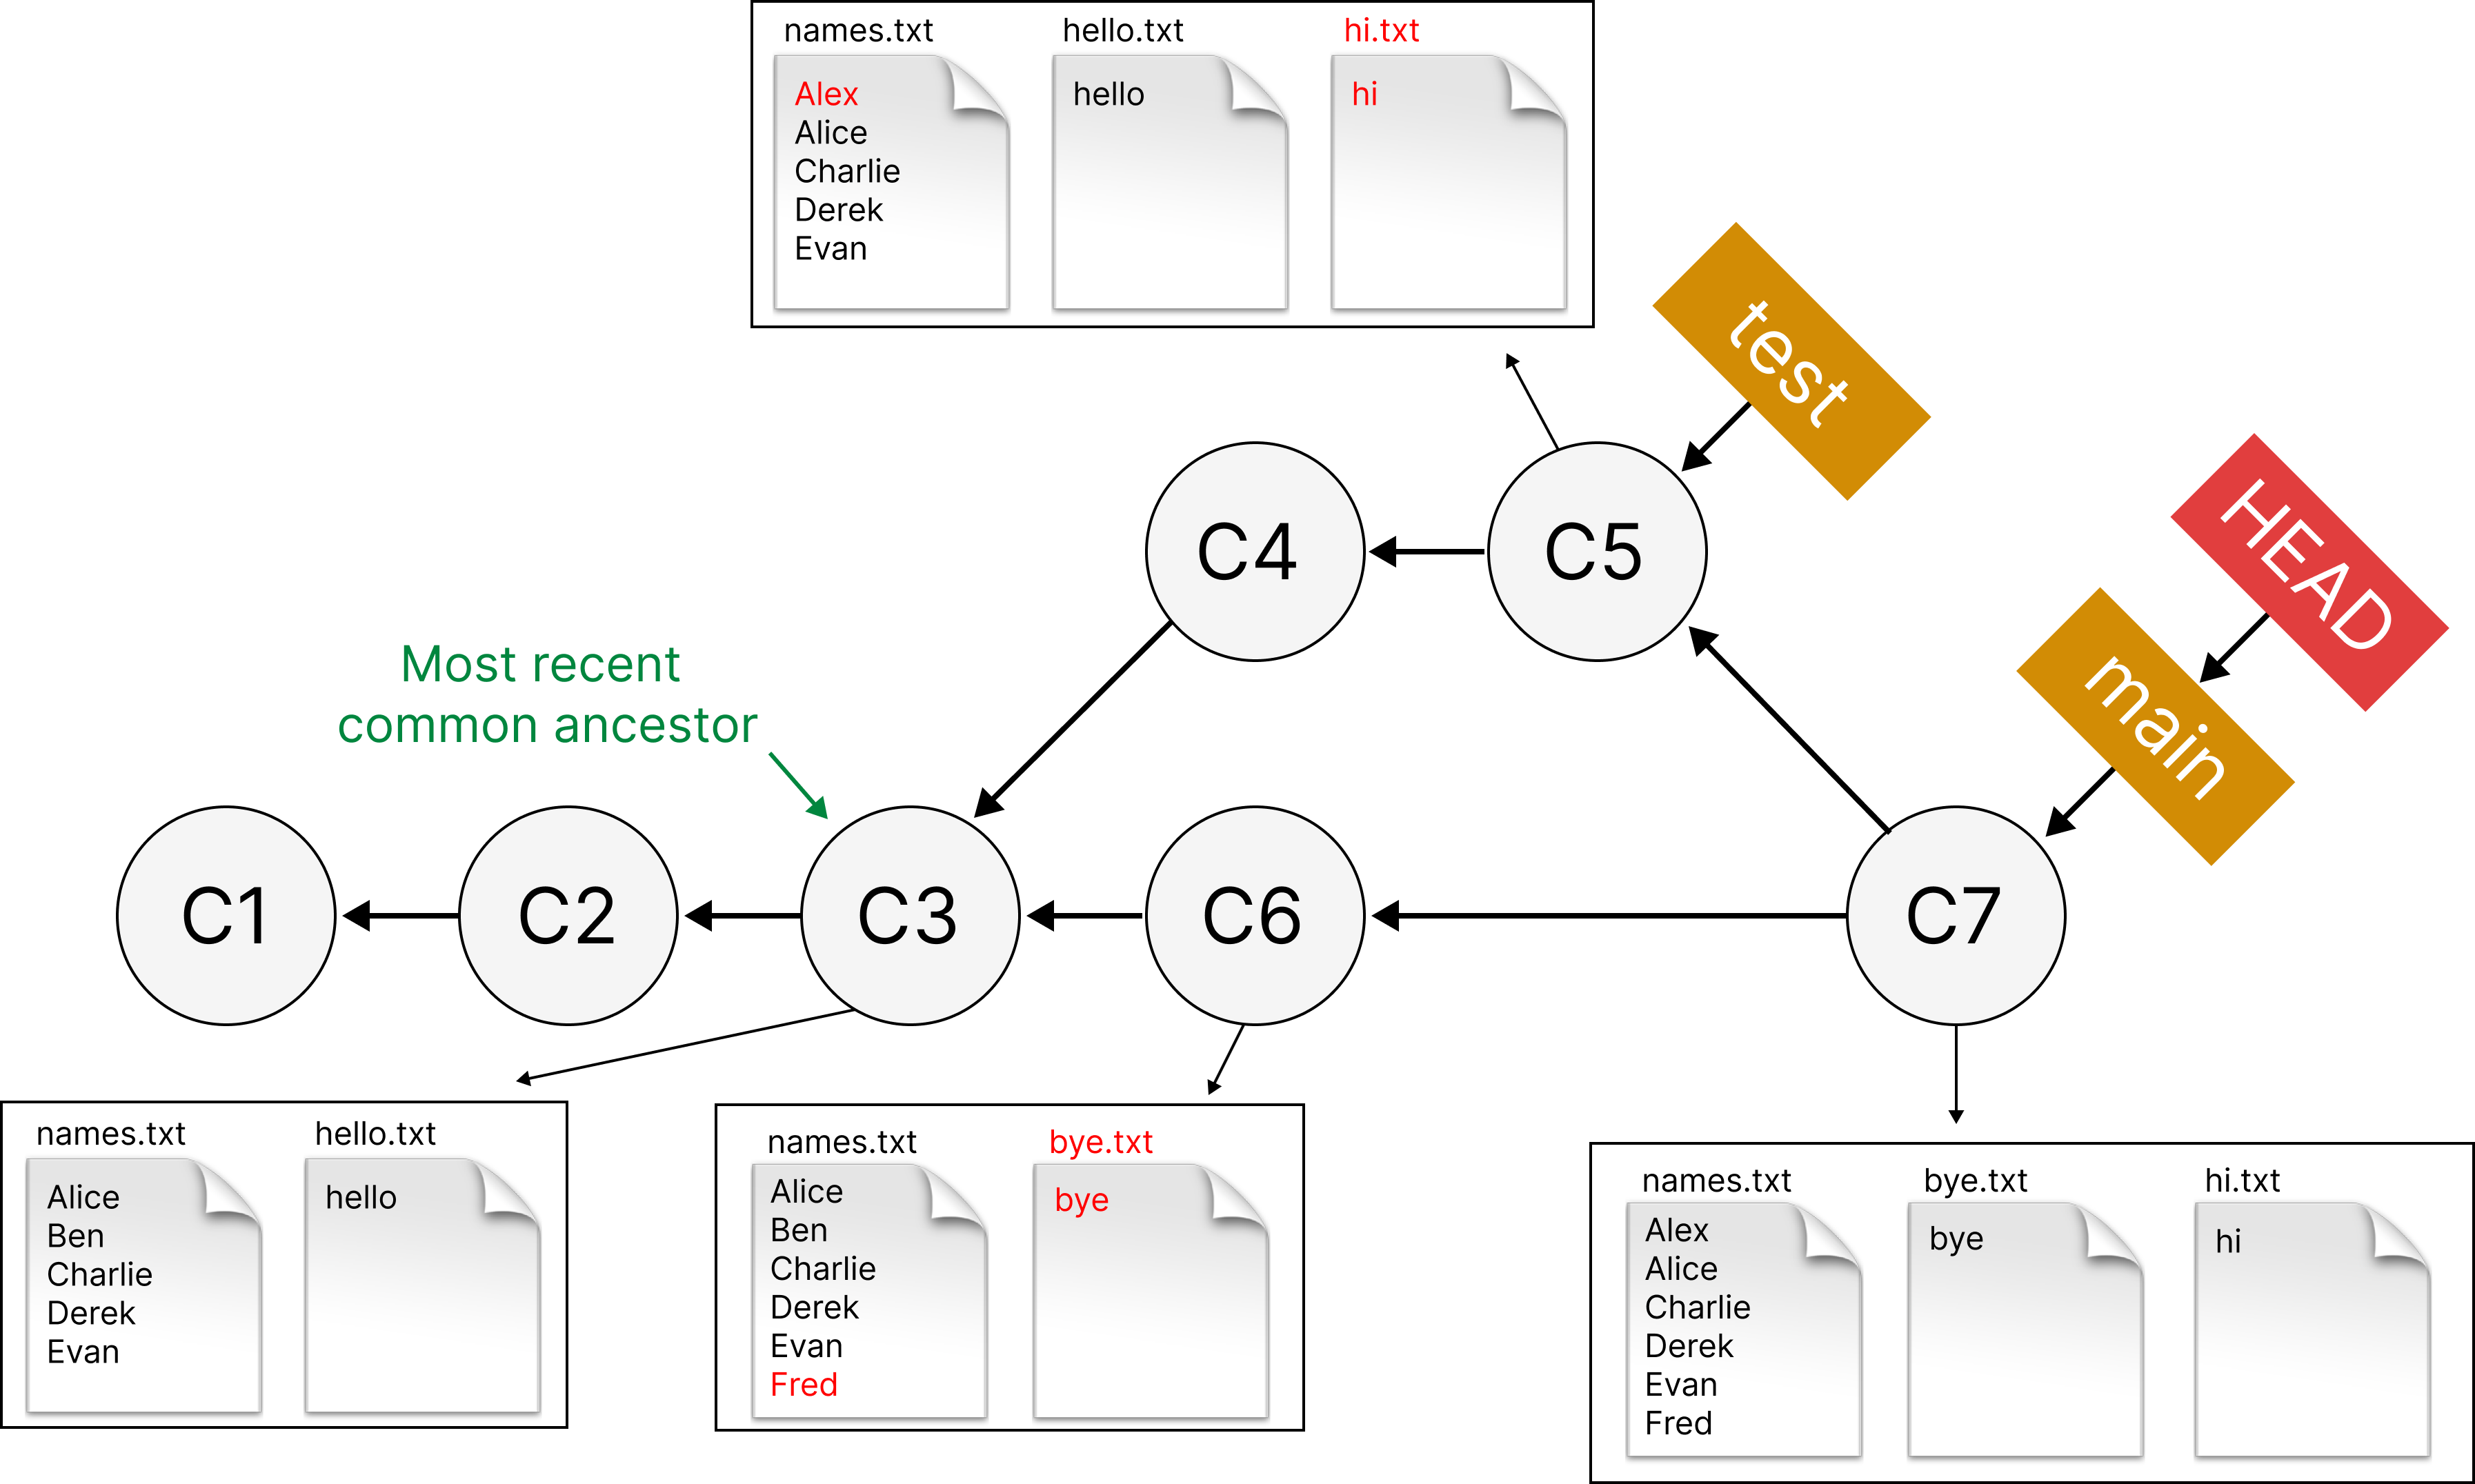 names.txt
hello.txt
hi.txt
Alex
Alice
Charlie
Derek
Evan
hello
hi
test
HEAD
main
C4
C5
Most recent
common ancestor
C1
C2
C3
C6
C7
names.txt
hello.txt
Alice
Ben
Charlie
Derek
Evan
hello
names.txt
bye.txt
Alice
Ben
Charlie
Derek
Evan
Fred
bye
names.txt
bye.txt
hi.txt
Alex
Alice
Charlie
Derek
Evan
Fred
bye
hi